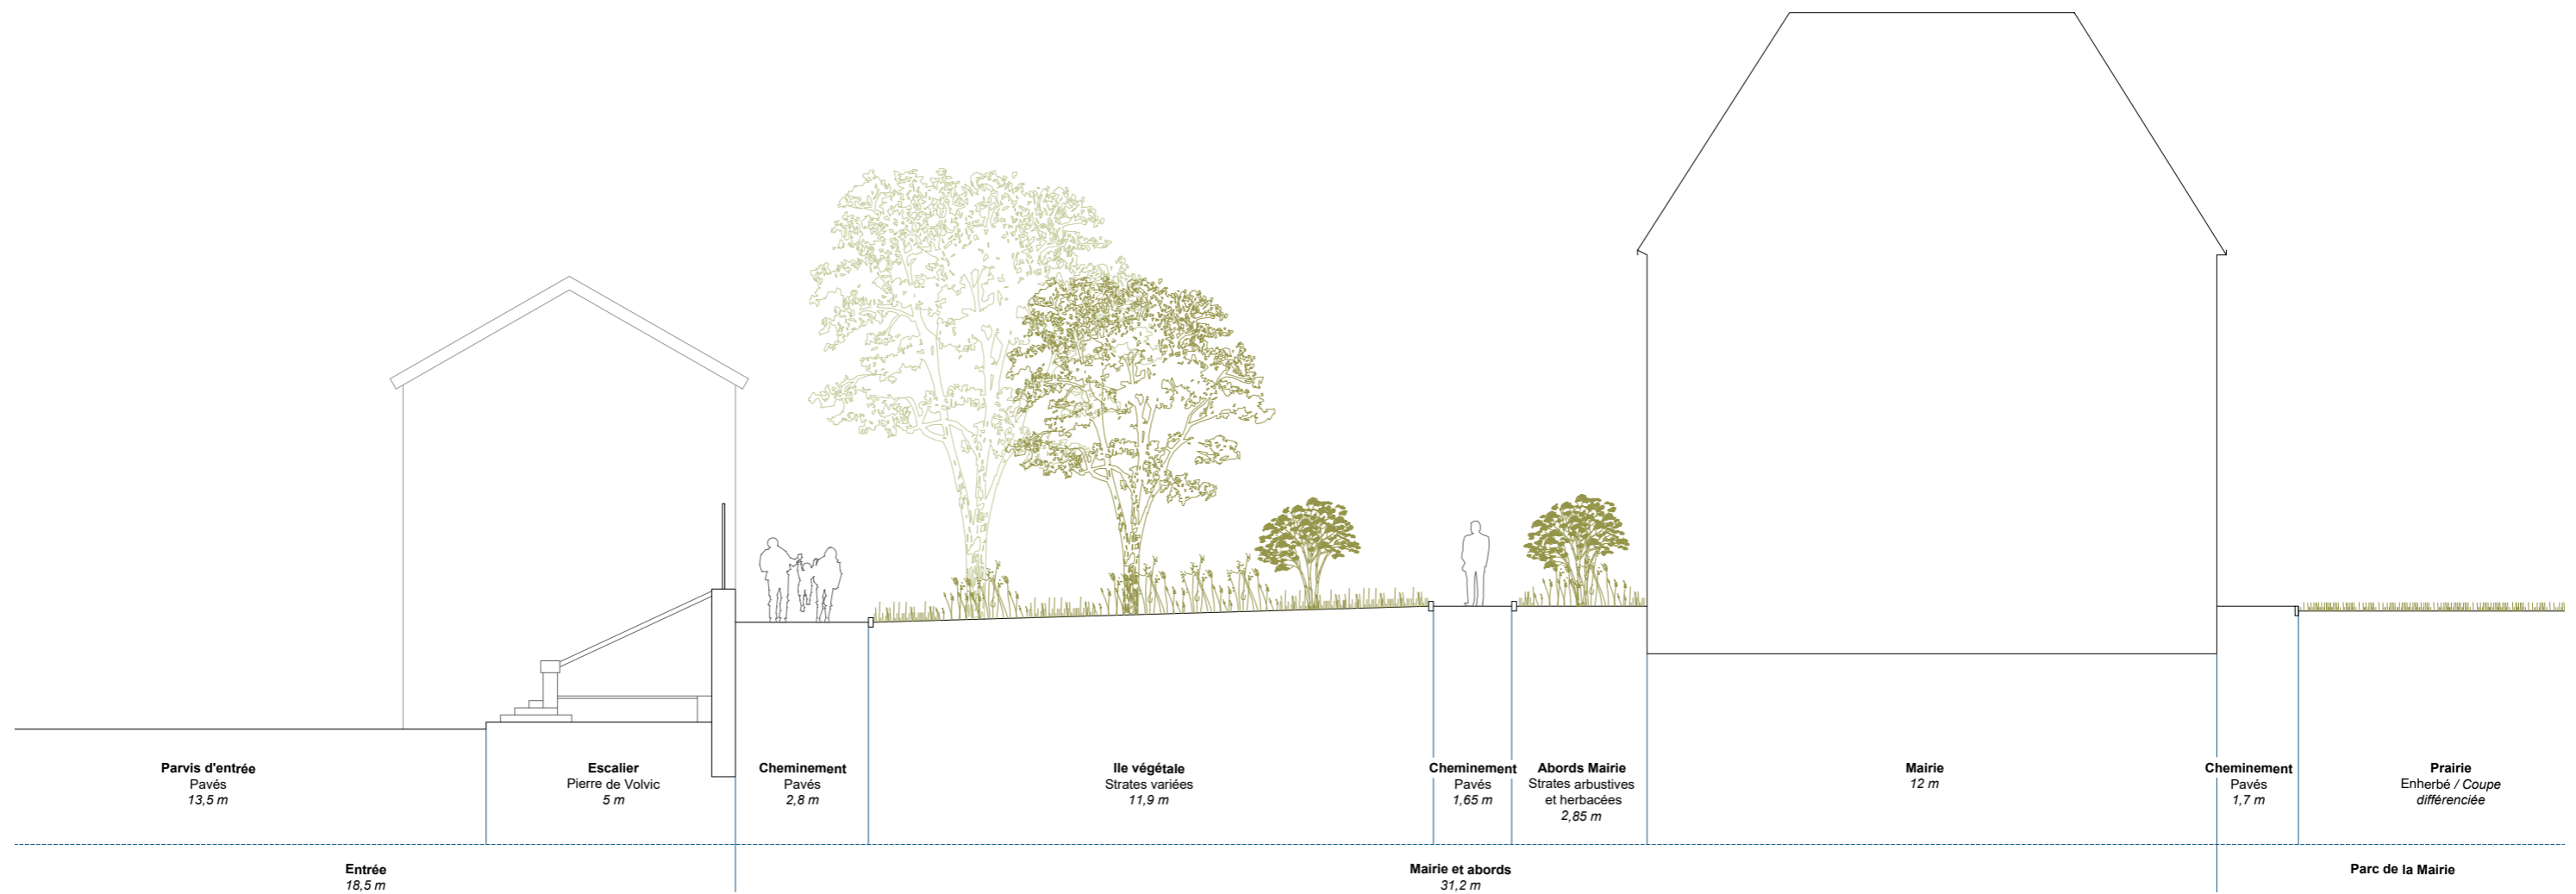 Parvis d'entrée
Pavés
13,5 m
Escalier
Pierre de Volvic
5 m
Cheminement
Pavés
2,8 m
Ile végétale
Strates variées
11,9 m
Cheminement
Pavés
1,65 m
Abords Mairie
Strates arbustives
et herbacées
2,85 m
Mairie
12 m
Cheminement
Pavés
1,7 m
Prairie
Enherbé / Coupe
différenciée
Entrée
18,5 m
Mairie et abords
31,2 m
Parc de la Mairie